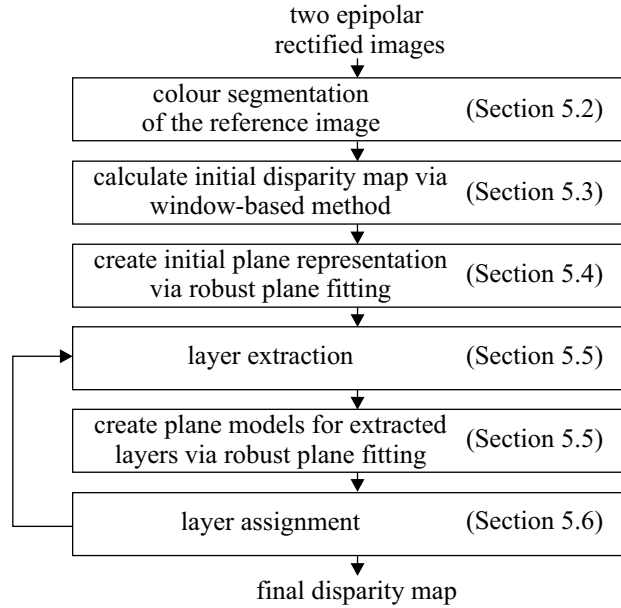 two epipolar
rectified images
colour segmentation
of the reference image
(Section 5.2)
calculate initial disparity map via
window-based method
(Section 5.3)
create initial plane representation
via robust plane fitting
(Section 5.4)
layer extraction
(Section 5.5)
create plane models for extracted
layers via robust plane fitting
(Section 5.5)
layer assignment
(Section 5.6)
final disparity map